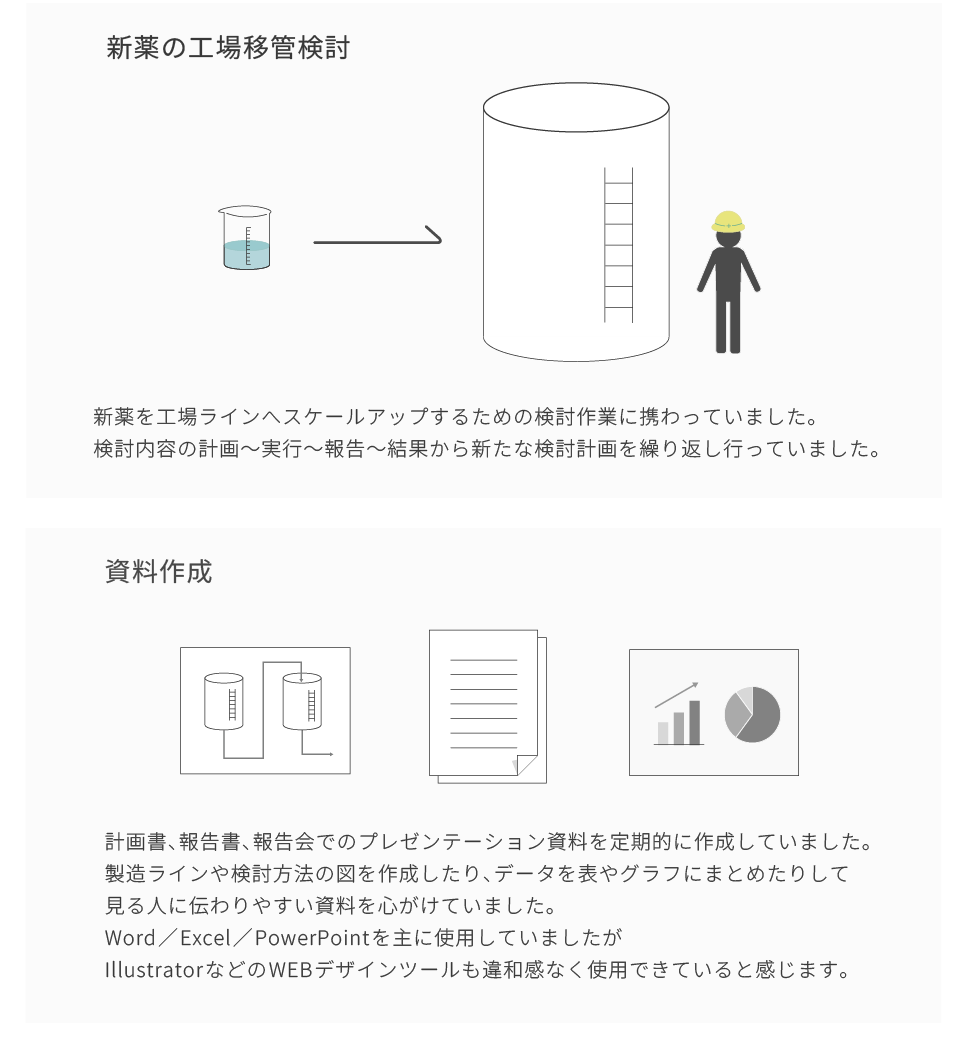 新薬の工場移管検討
新薬を工場ラインへスケールアップするための検討作業に携わっていました。
検討内容の計画〜実行〜報告〜結果から新たな検討計画を繰り返し行っていました。
資料作成
計画書、報告書、報告会でのプレゼンテーション資料を定期的に作成していました。
製造ラインや検討方法の図を作成したり、データを表やグラフにまとめたりして
見る人に伝わりやすい資料を心がけていました。
Word／Excel／PowerPointを主に使用していましたが
IllustratorなどのWEBデザインツールも違和感なく使用できていると感じます。